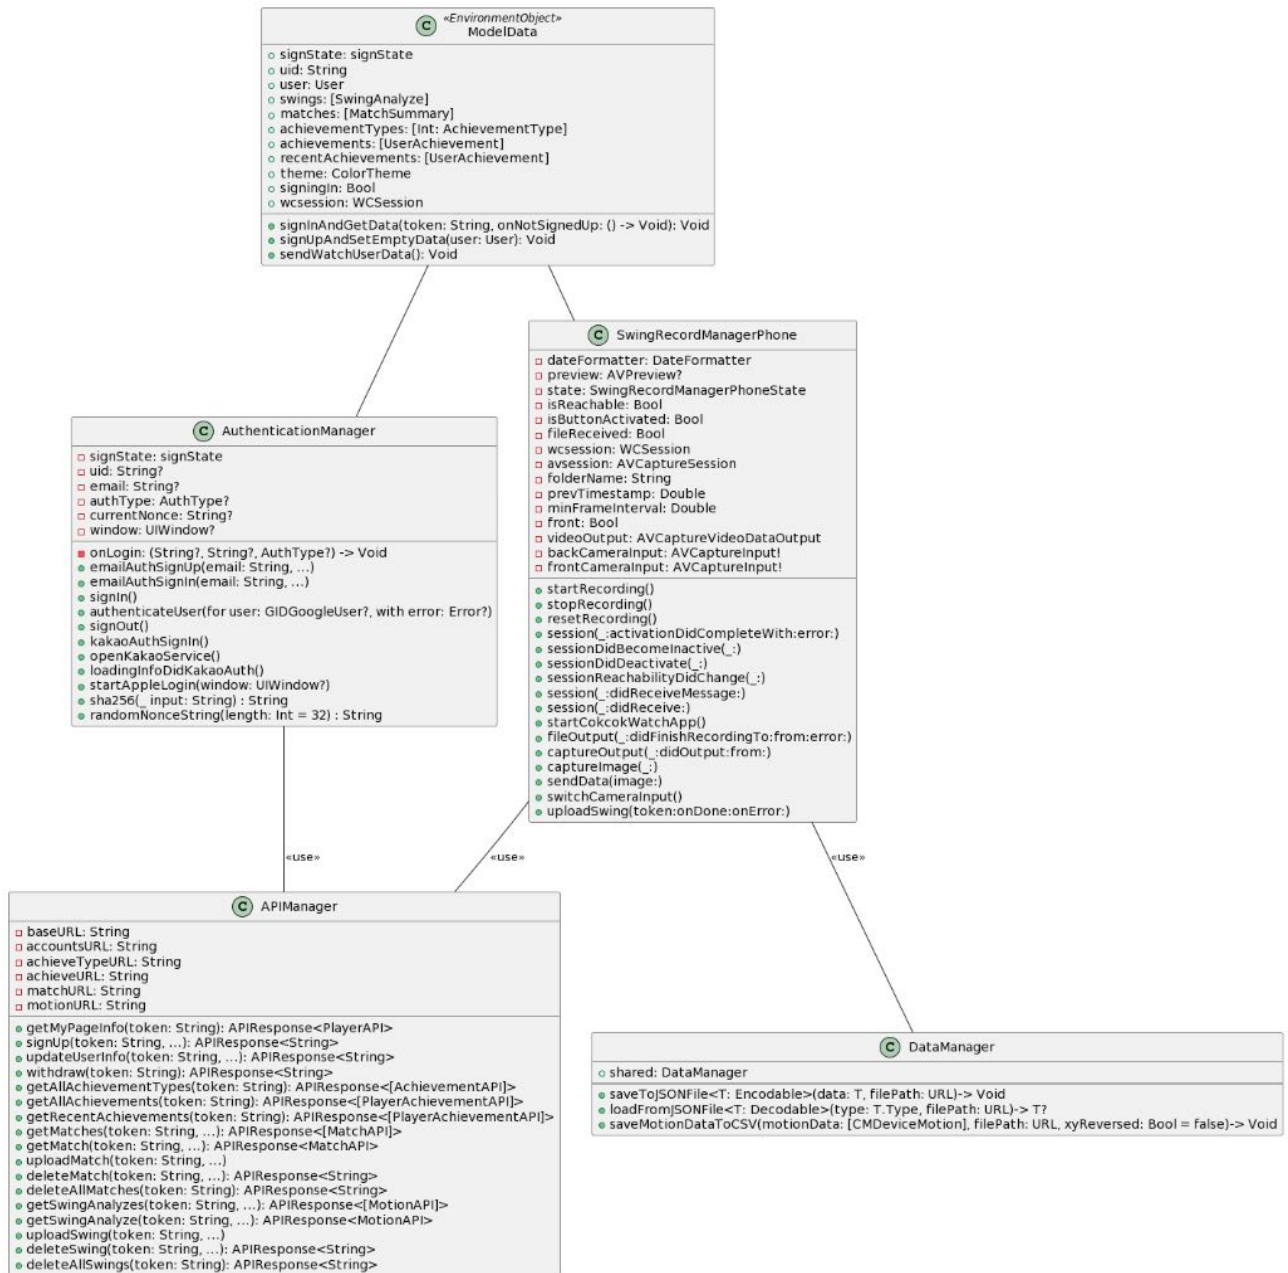 C
«EnvironmentObject»
ModelData
signState: signState
uid: String
user: User
swings: [SwingAnalyze]
matches: [MatchSummary]
achievementTypes: [Int: AchievementType]
achievements: [UserAchievement]
recentAchievements: [UserAchievement]
theme: ColorTheme
signingIn: Bool
wcsession: WCSession
signInAndGetData(token: String, onNotSignedUp: () -> Void): Void
signUpAndSetEmptyData(user: User): Void
sendWatchUserData(): Void
C SwingRecordManagerPhone
dateFormatter: DateFormatter
preview: AVPreview?
state: SwingRecordManagerPhoneState
isReachable: Bool
isButtonActivated: Bool
fileReceived: Bool
wcsession: WCSession
avsession: AVCaptureSession
folderName: String
prevTimestamp: Double
minFrameInterval: Double
front: Bool
videoOutput: AVCaptureVideoDataOutput
backCameraInput: AVCaptureInput!
frontCameraInput: AVCaptureInput!
startRecording()
stopRecording()
resetRecording()
session(_:activationDidCompleteWith:error:)
sessionDidBecomeInactive(_:)
sessionDidDeactivate(_:)
sessionReachabilityDidChange(_:)
session(_:didReceiveMessage:)
session(_:didReceive:)
startCokcokWatchApp()
fileOutput(_:didFinishRecordingTo:from:error:)
captureOutput(_:didOutput:from:)
captureImage(_:)
sendData(image:)
switchCameraInput()
uploadSwing(token:onDone:onError:)
C AuthenticationManager
signState: signState
uid: String?
email: String?
authType: AuthType?
currentNonce: String?
window: UIWindow?
onLogin: (String?, String?, AuthType?) -> Void
emailAuthSignUp(email: String, ...)
emailAuthSignIn(email: String, ...)
signIn()
authenticateUser(for user: GIDGoogleUser?, with error: Error?)
signOut()
kakaoAuthSignIn()
openKakaoService()
loadingInfoDidKakaoAuth()
startAppleLogin(window: UIWindow?)
sha256(_ input: String) : String
randomNonceString(length: Int = 32) : String
«use»
«use»
«use»
C APIManager
baseURL: String
accountsURL: String
achieveTypeURL: String
achieveURL: String
matchURL: String
motionURL: String
getMyPageInfo(token: String): APIResponse<PlayerAPI>
signUp(token: String, ...): APIResponse<String>
updateUserInfo(token: String, ...): APIResponse<String>
withdraw(token: String): APIResponse<String>
getAllAchievementTypes(token: String): APIResponse<[AchievementAPI]>
getAllAchievements(token: String): APIResponse<[PlayerAchievementAPI]>
getRecentAchievements(token: String): APIResponse<[PlayerAchievementAPI]>
getMatches(token: String, ...): APIResponse<[MatchAPI]>
getMatch(token: String, ...): APIResponse<MatchAPI>
uploadMatch(token: String, ...)
deleteMatch(token: String, ...): APIResponse<String>
deleteAllMatches(token: String): APIResponse<String>
getSwingAnalyzes(token: String, ...): APIResponse<[MotionAPI]>
getSwingAnalyze(token: String, ...): APIResponse<MotionAPI>
uploadSwing(token: String, ...)
deleteSwing(token: String, ...): APIResponse<String>
deleteAllSwings(token: String): APIResponse<String>
C DataManager
shared: DataManager
saveToJSONFile<T: Encodable>(data: T, filePath: URL)-> Void
loadFromJSONFile<T: Decodable>(type: T.Type, filePath: URL)-> T?
saveMotionDataToCSV(motionData: [CMDeviceMotion], filePath: URL, xyReversed: Bool = false)-> Void